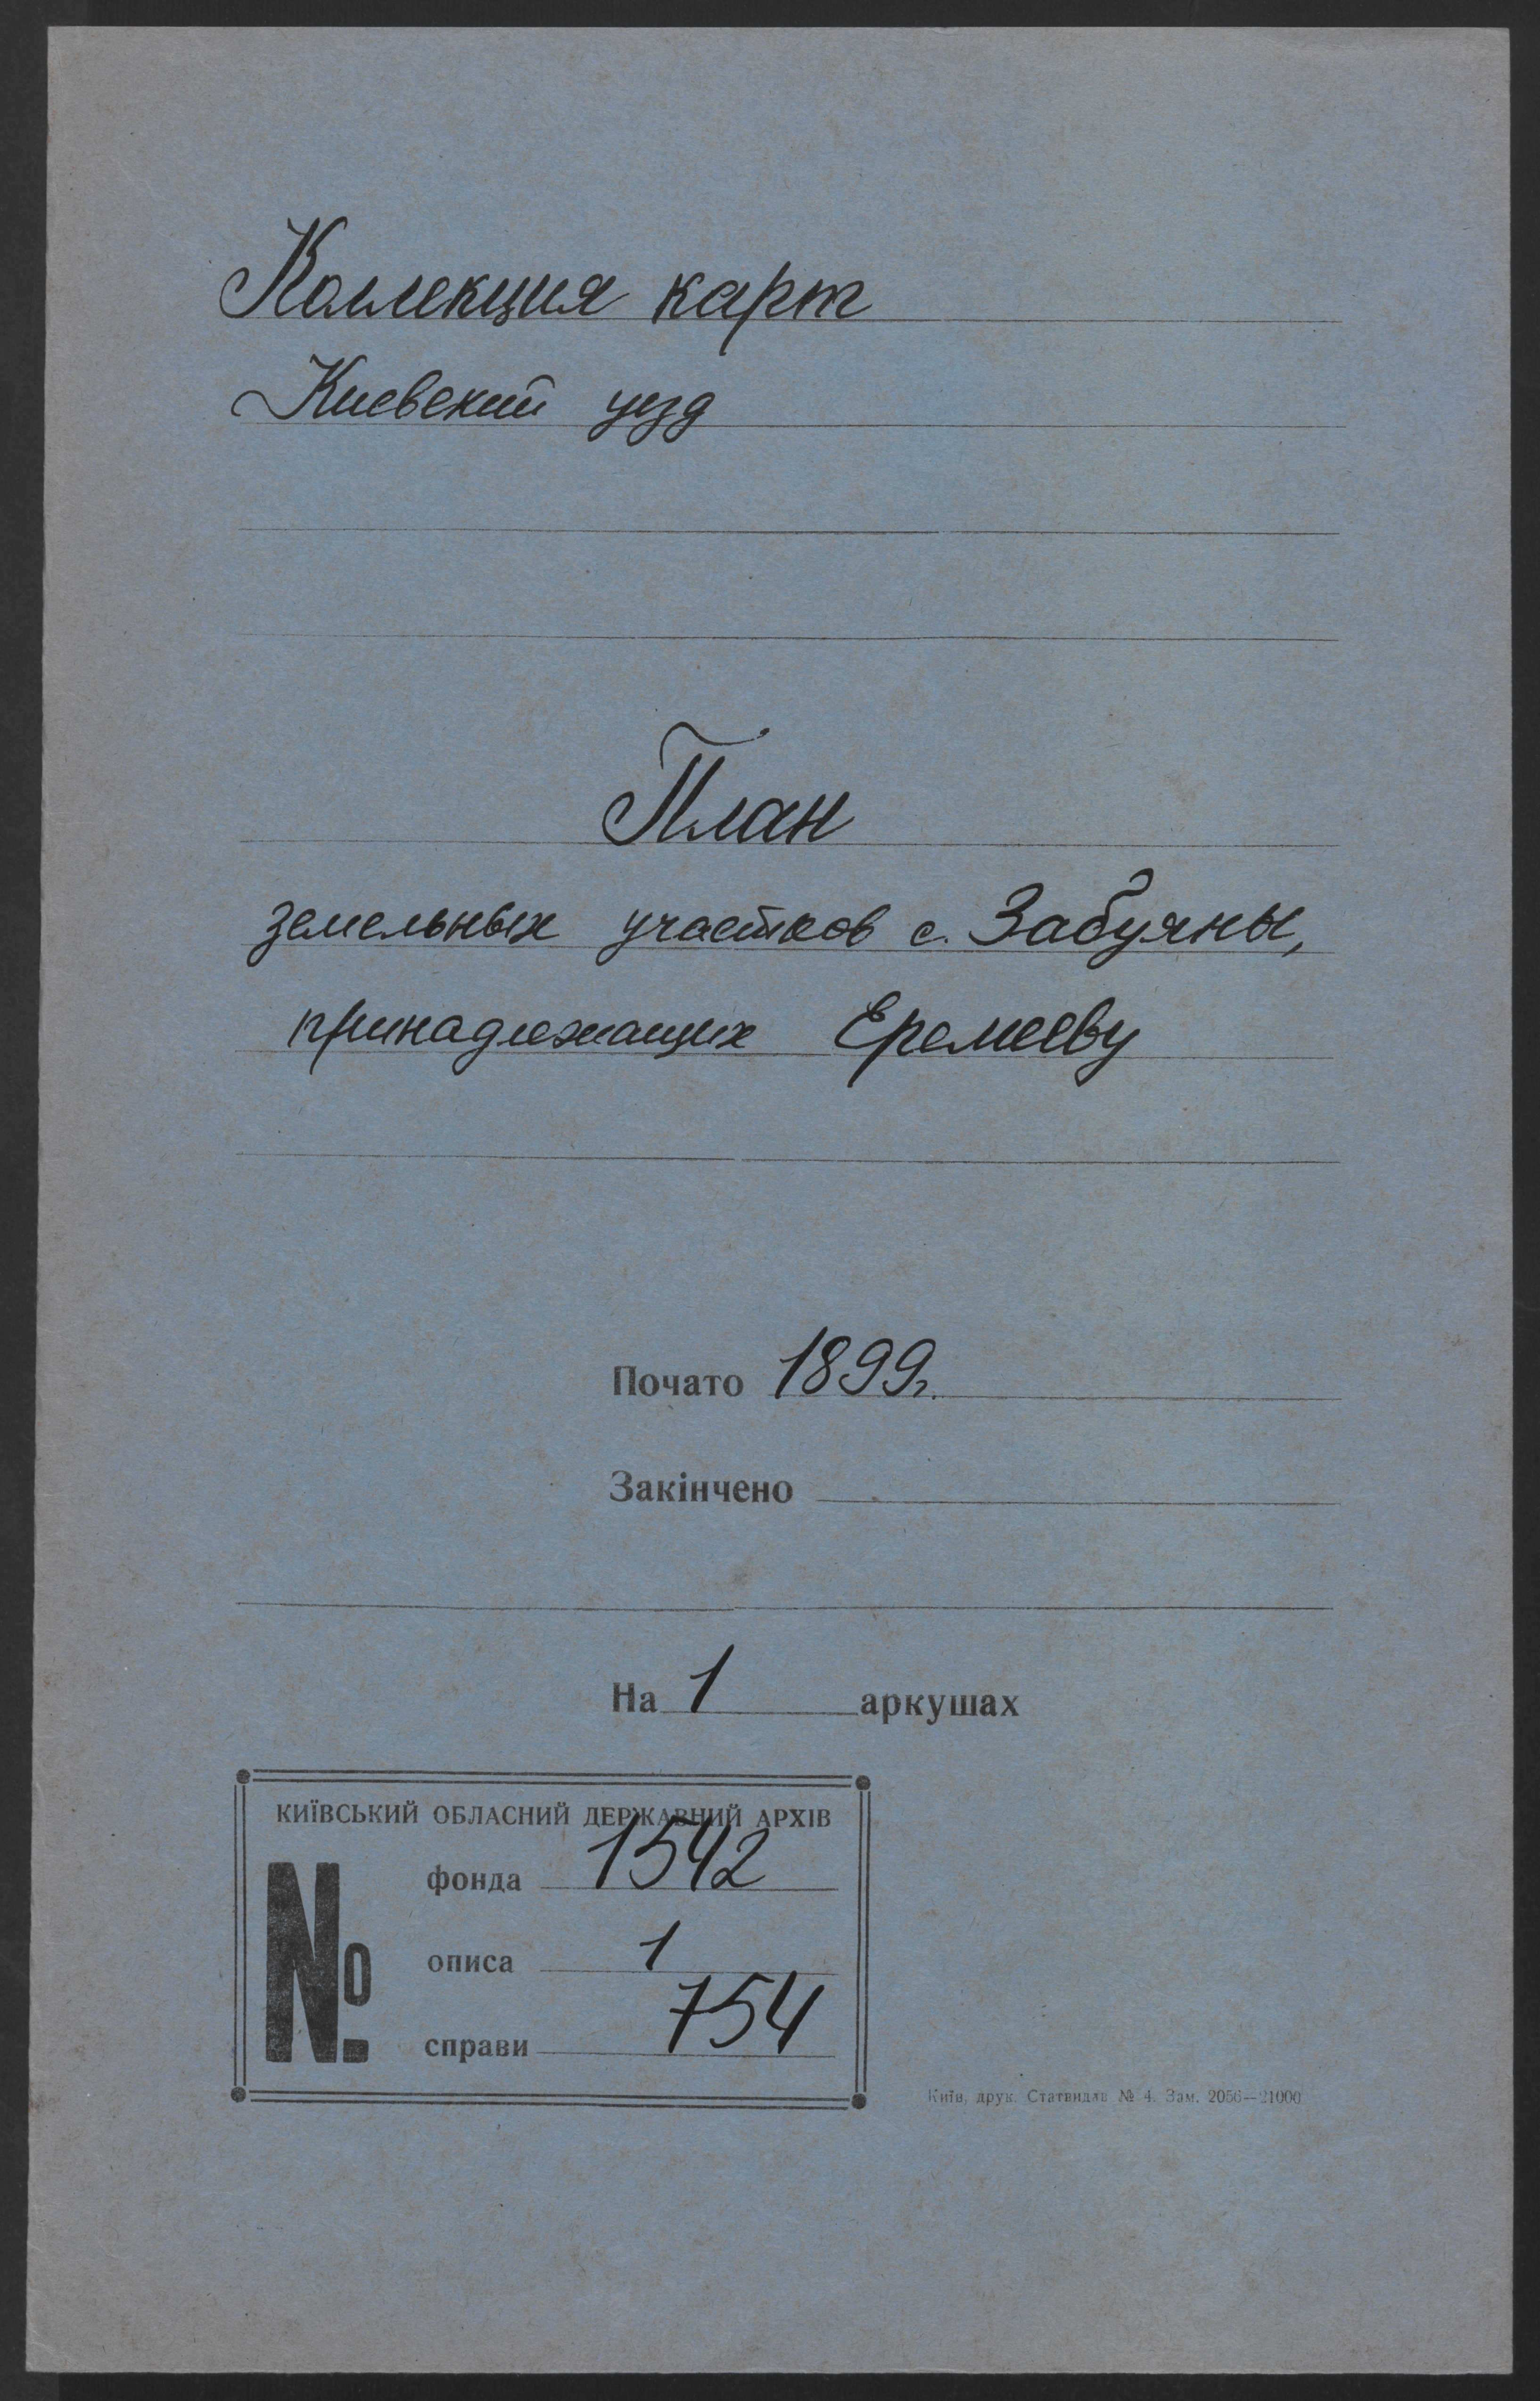 Коллекция карт
Киевский уезд
План
земельных участков с. Забуяны,
принадлежащих Еремееву
Почато 1899г.
Закінчено
На 1 аркушах
КИЇВСЬКИЙ ОБЛАСНИЙ ДЕРЖАВНИЙ АРХІВ
№
фонда 1542
описа 1
справи 754
Київ, друк. Статвидав № 4. Зам. 2056—21000